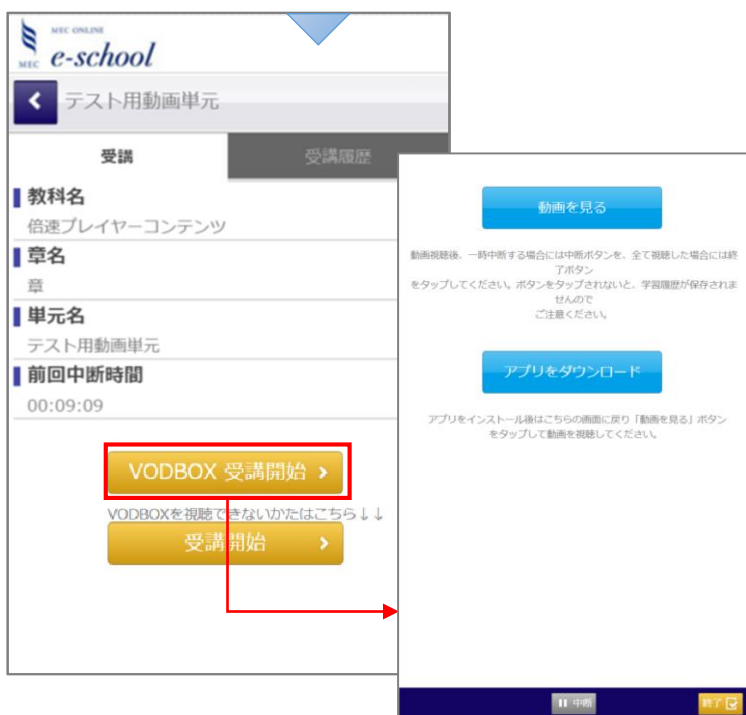 MEC ONLINE
MEC e-school
テスト用動画単元
受講
受講履歴
教科名
倍速プレイヤーコンテンツ
章名
章
単元名
テスト用動画単元
前回中断時間
00:09:09
VODBOX 受講開始
VODBOXを視聴できないかたはこちら↓↓
受講開始
動画を見る
動画視聴後、一時中断する場合には中断ボタンを、全て視聴した場合には終
了ボタン
をタップしてください。ボタンをタップされないと、学習履歴が保存されま
せんので
ご注意ください。
アプリをダウンロード
アプリをインストール後はこちらの画面に戻り「動画を見る」ボタン
をタップして動画を視聴してください。
中断
終了